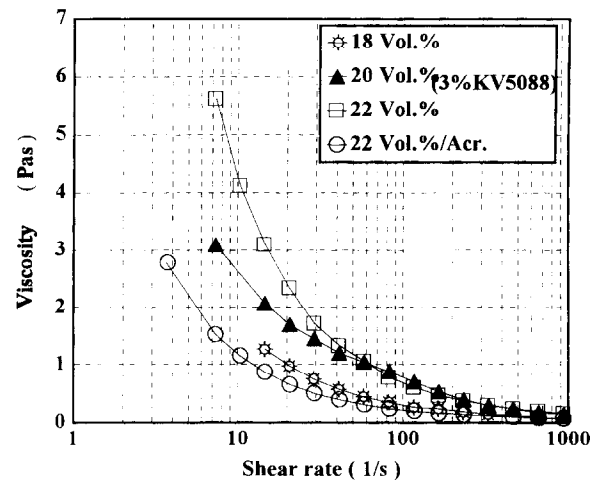 7
6
5
4
3
2
1
0
Viscosity ( Pas )
18 Vol.%
20 Vol.%
(3%KV5088)
22 Vol.%
22 Vol.%/Acr.
1 10 100 1000
Shear rate ( 1/s )